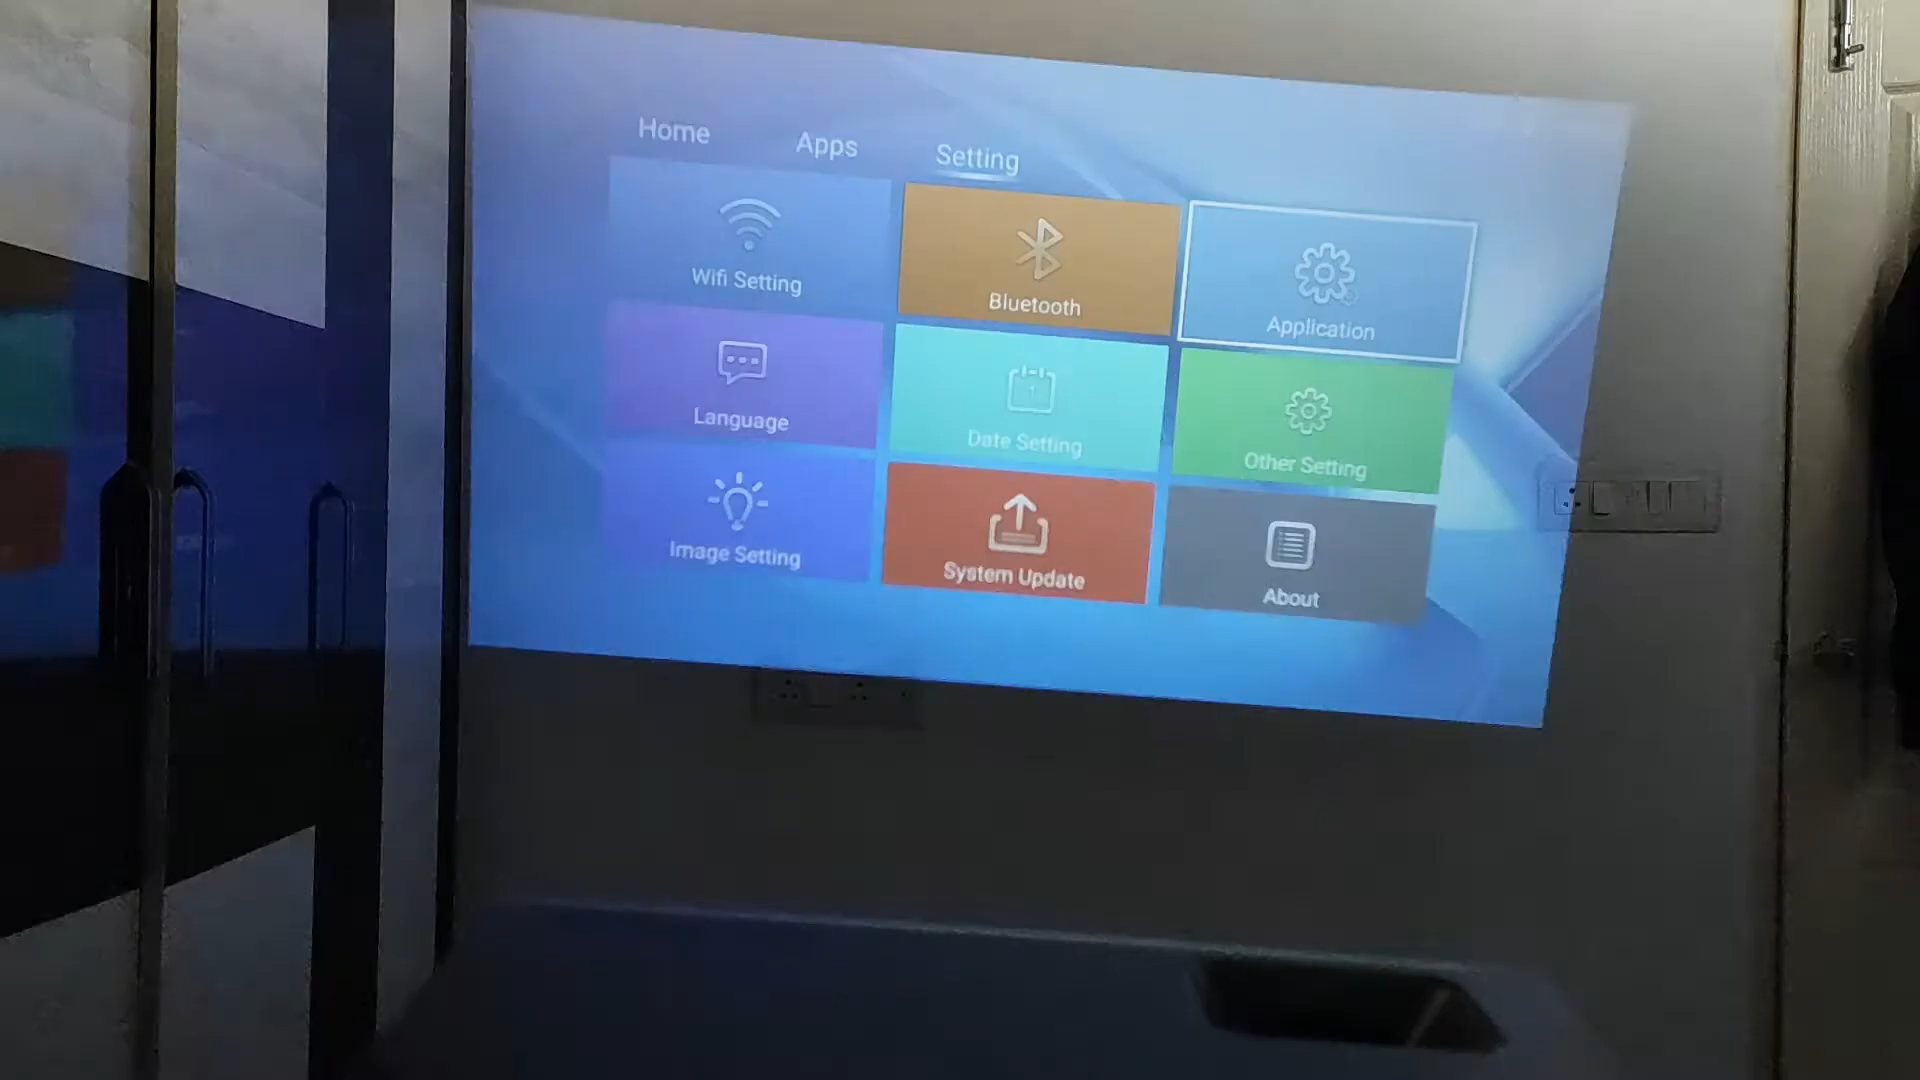 Home
Apps
Setting
Wifi Setting
Bluetooth
Application
Language
Date Setting
Other Setting
Image Setting
System Update
About